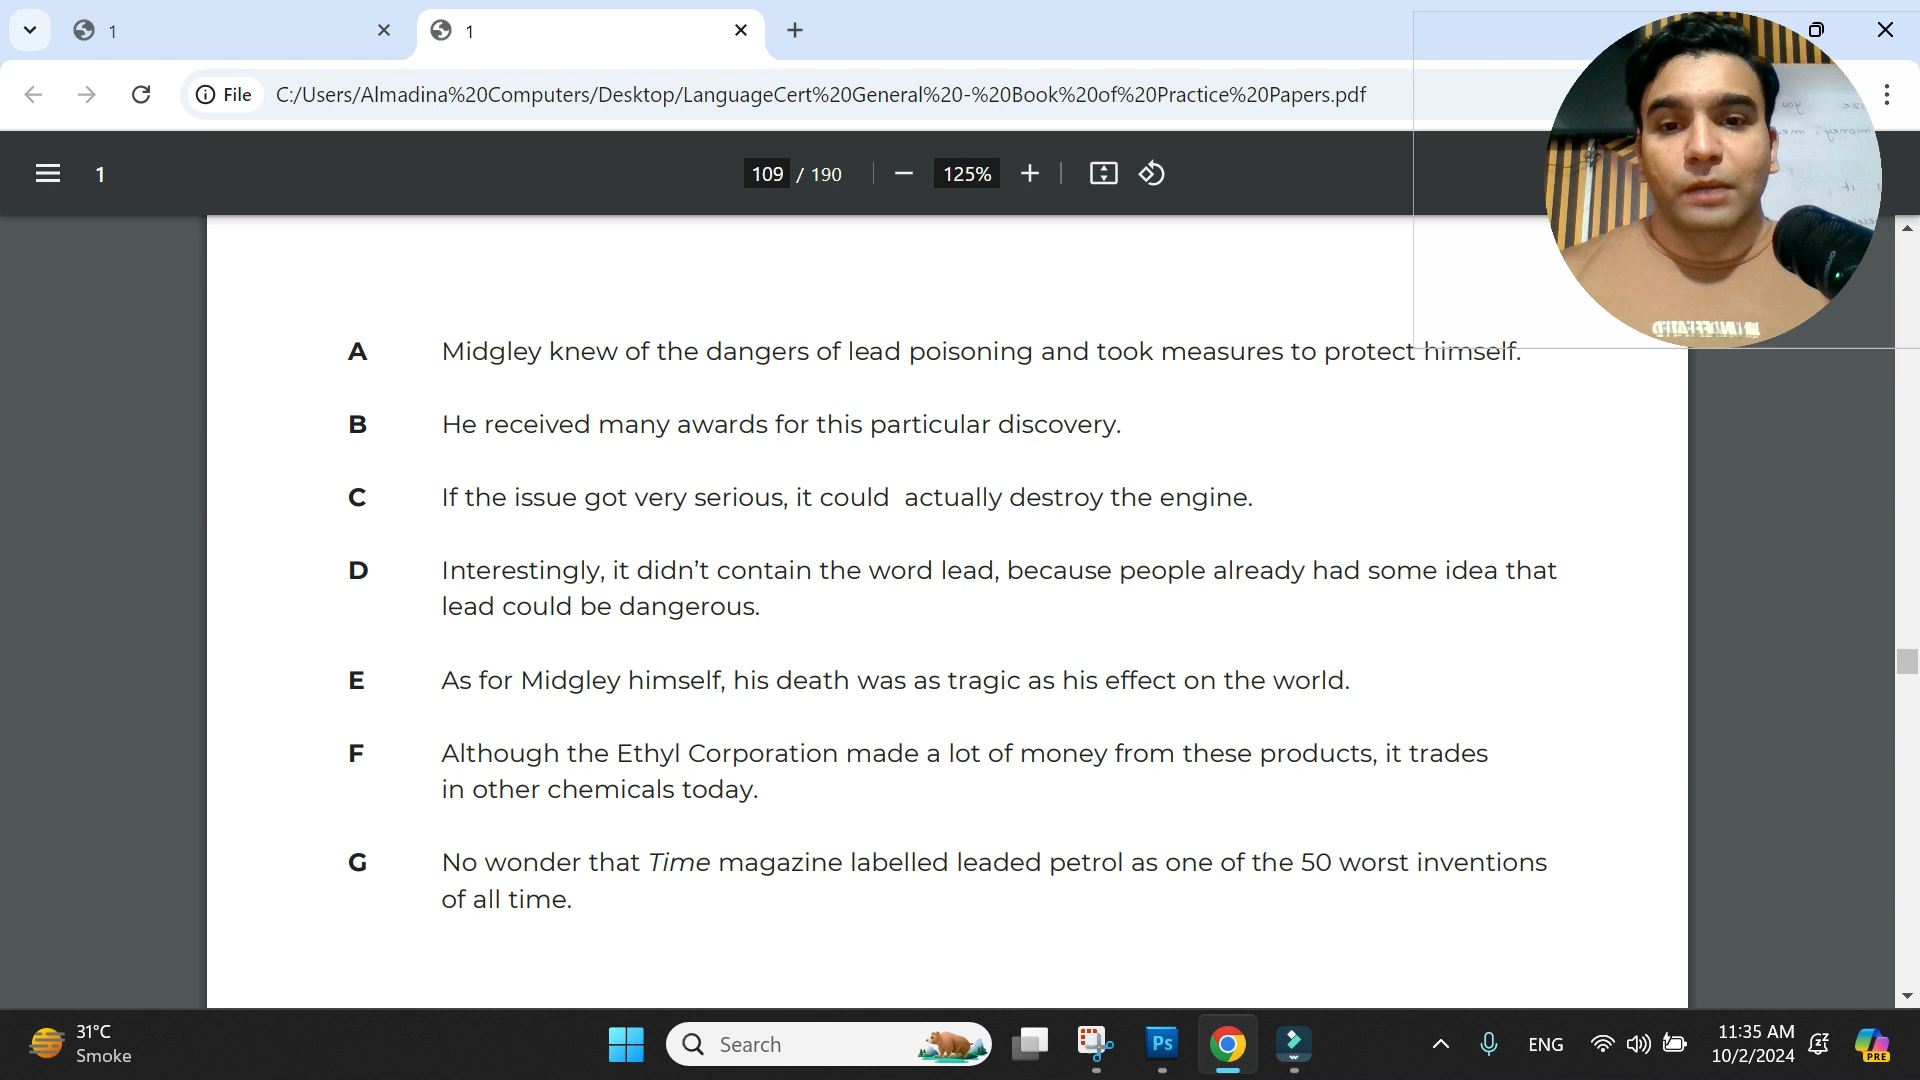 1
1
File
C:/Users/Almadina%20Computers/Desktop/LanguageCert%20General%20-%20Book%20of%20Practice%20Papers.pdf
1
109 / 190
125%
A Midgley knew of the dangers of lead poisoning and took measures to protect himself.
B He received many awards for this particular discovery.
C If the issue got very serious, it could actually destroy the engine.
D Interestingly, it didn’t contain the word lead, because people already had some idea that
lead could be dangerous.
E As for Midgley himself, his death was as tragic as his effect on the world.
F Although the Ethyl Corporation made a lot of money from these products, it trades
in other chemicals today.
G No wonder that Time magazine labelled leaded petrol as one of the 50 worst inventions
of all time.
31°C
Smoke
Search
Ps
ENG
11:35 AM
10/2/2024
PRE